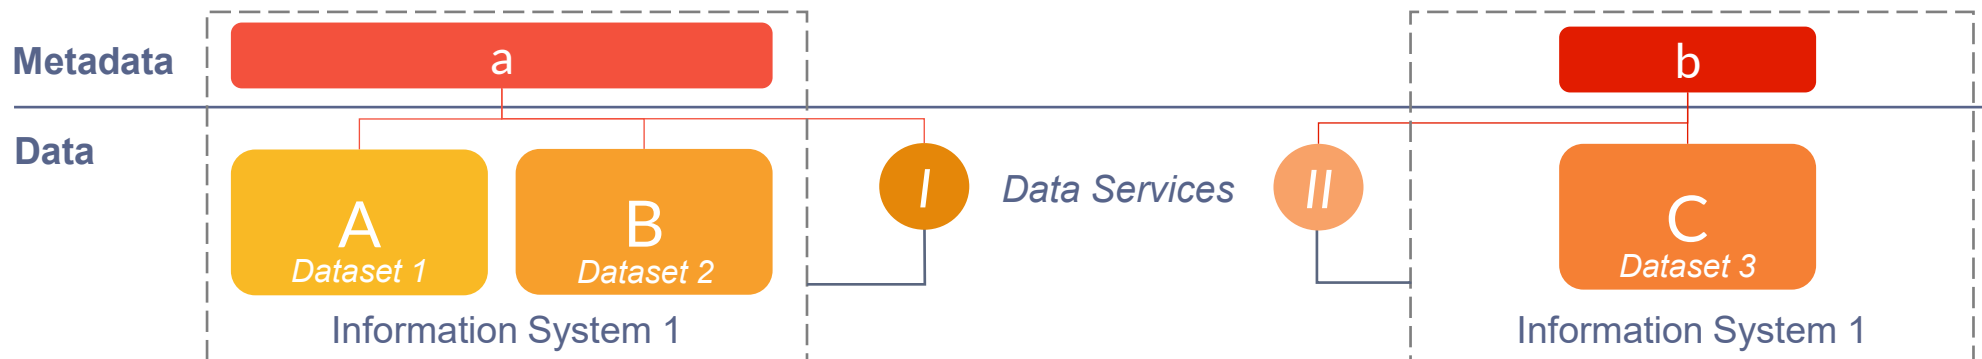 Metadata
a
b
Data
A
Dataset 1
B
Dataset 2
I
Data Services
II
C
Dataset 3
Information System 1
Information System 1